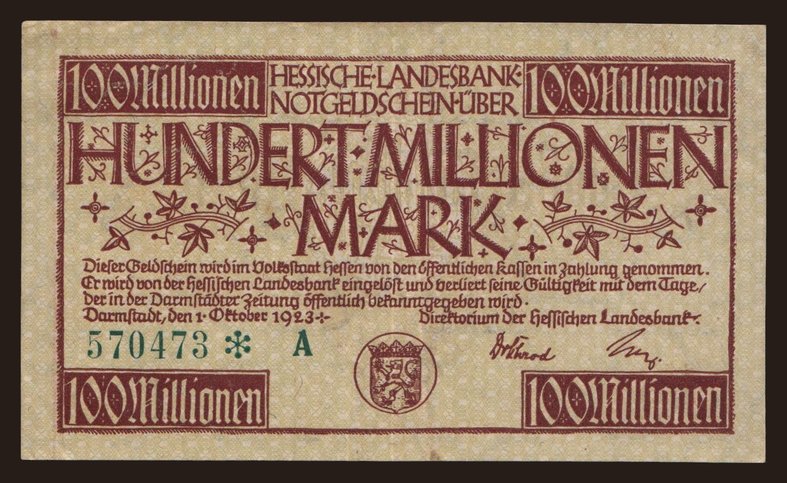 100 Millionen
HESSISCHE·LANDESBANK·
NOTGELDSCHEIN·ÜBER
100 Millionen
HUNDERT·MILLIONEN
MARK
Dieser Geldschein wird im Volksstaat Hessen von den öffentlichen Kassen in Zahlung genommen.
Er wird von der Hessischen Landesbank eingelöst und verliert seine Gültigkeit mit dem Tage,
der in der Darmstädter Zeitung öffentlich bekanntgegeben wird.
Darmstadt, den 1· Oktober 1923·
Direktorium der Hessischen Landesbank·
570473 * A
100 Millionen
100 Millionen